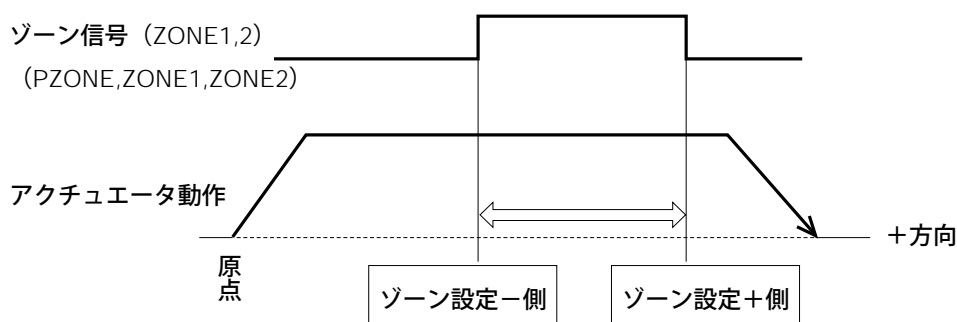 ゾーン信号（ZONE1,2）
（PZONE,ZONE1,ZONE2）
アクチュエータ動作
＋方向
原点
ゾーン設定－側
ゾーン設定＋側